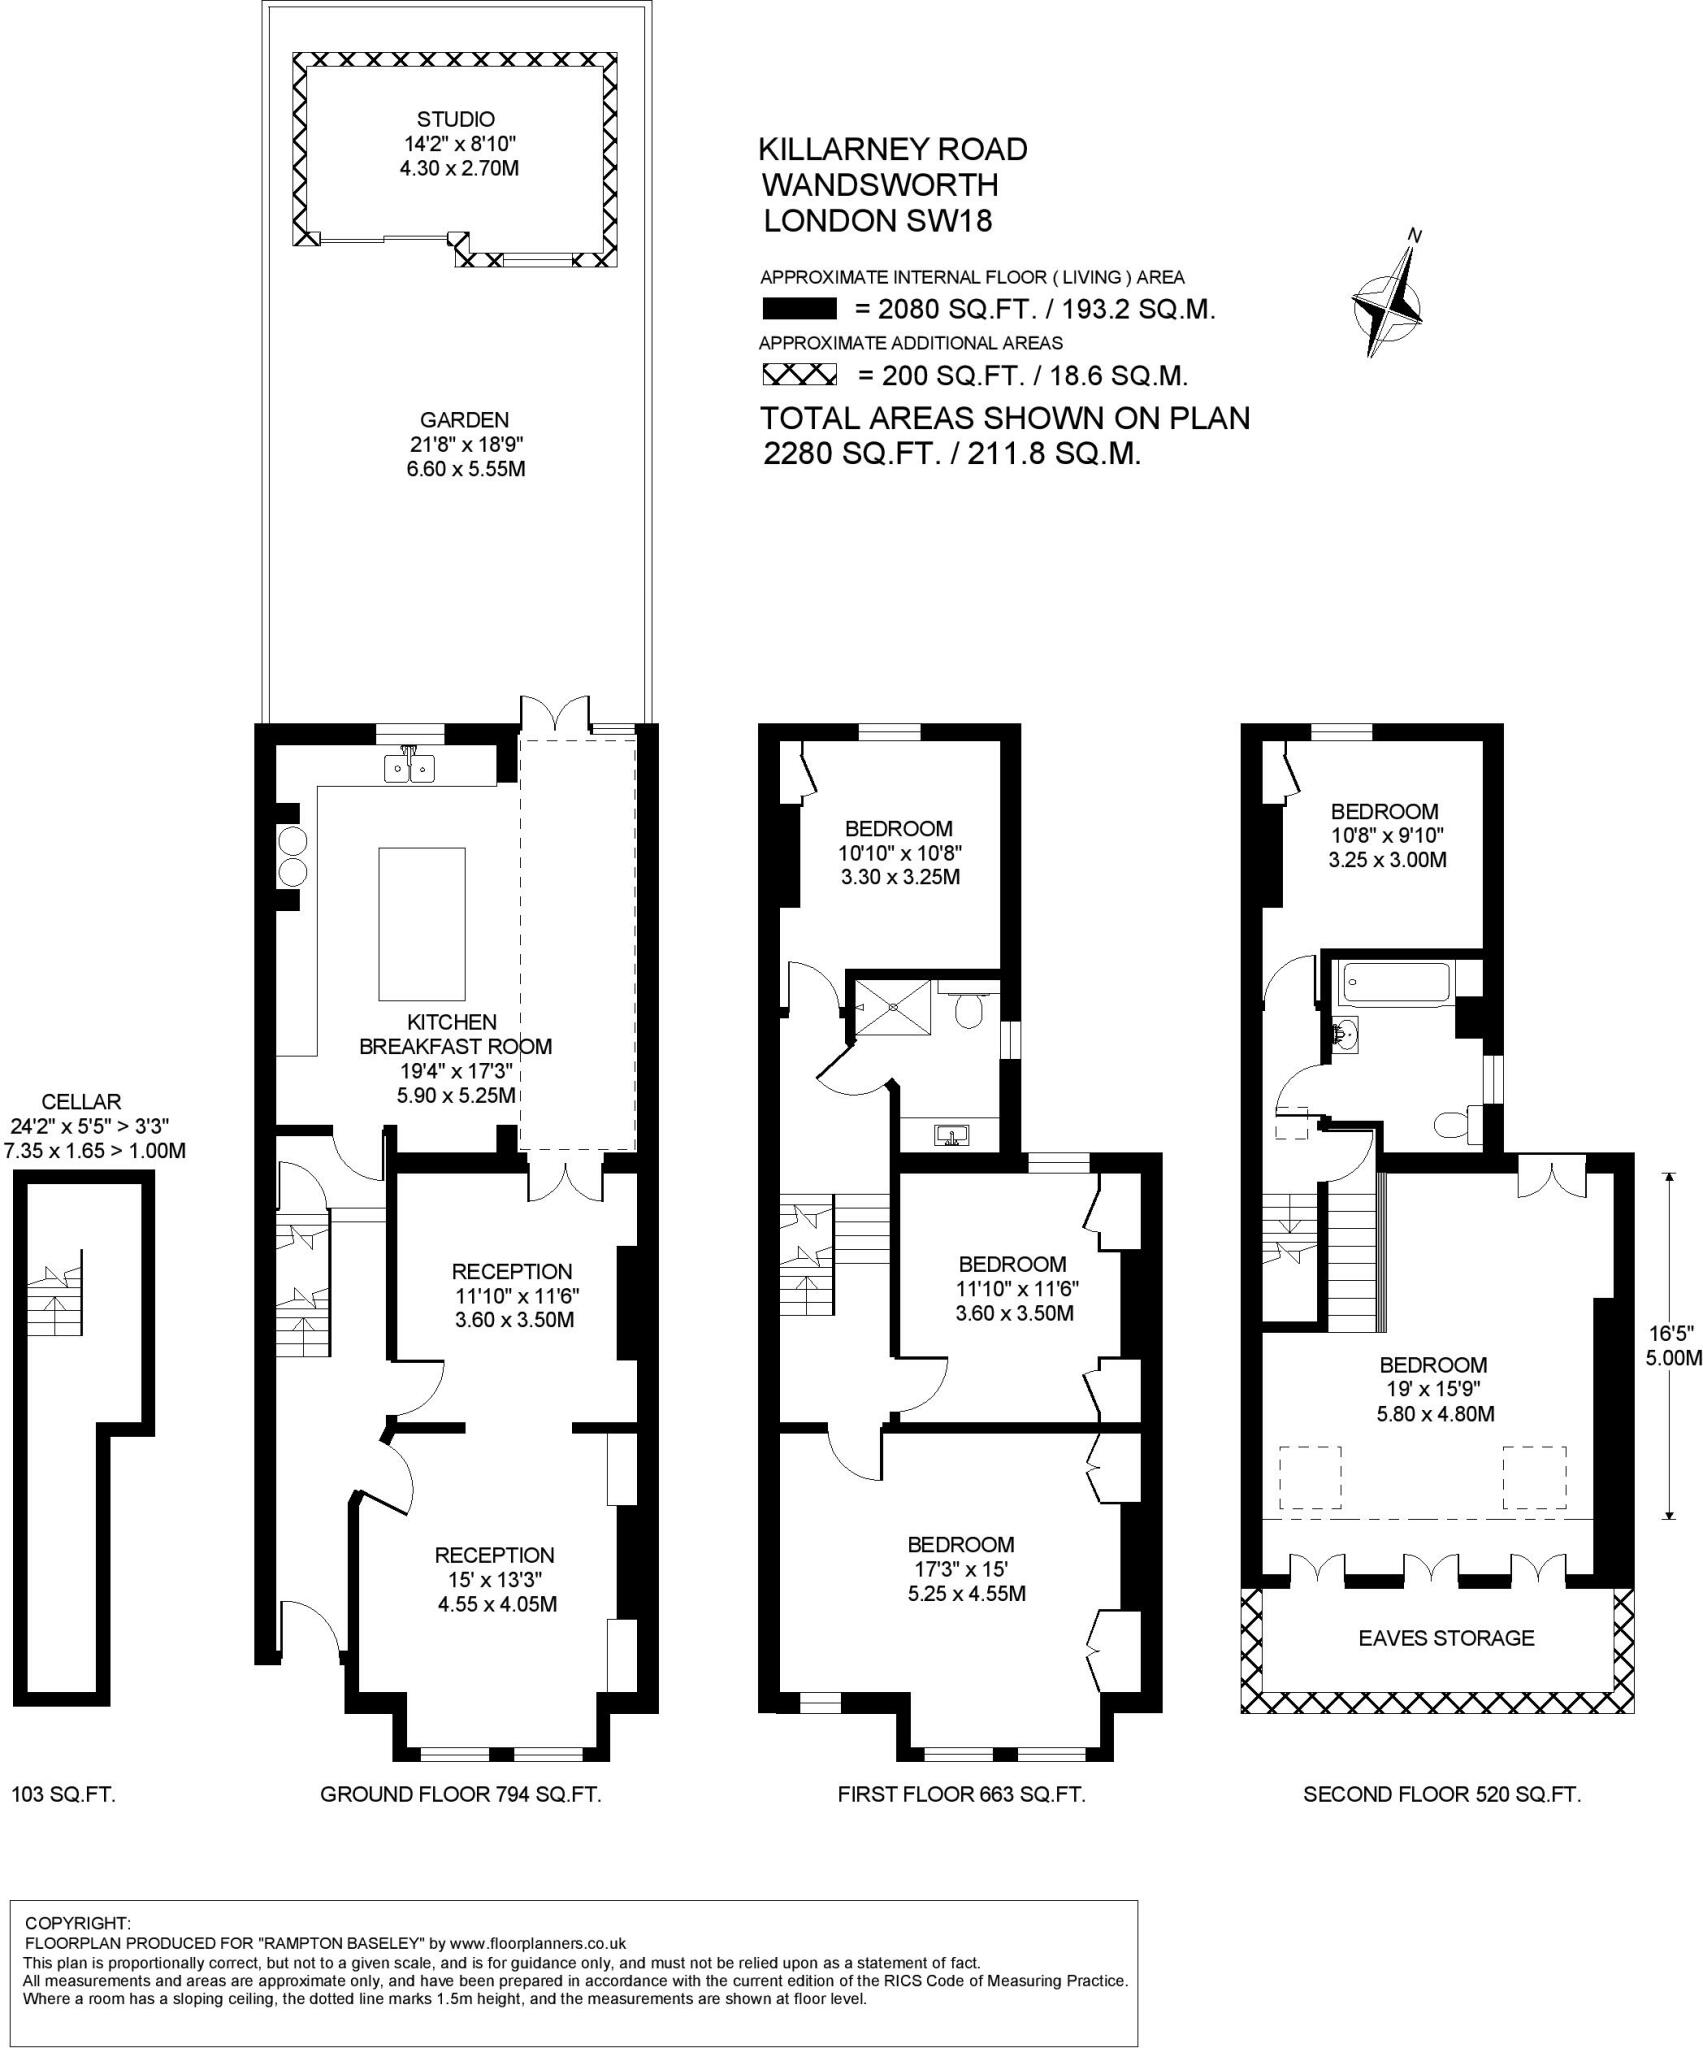 STUDIO
14'2" x 8'10"
4.30 x 2.70M
KILLARNEY ROAD
WANDSWORTH
LONDON SW18
APPROXIMATE INTERNAL FLOOR ( LIVING ) AREA
= 2080 SQ.FT. / 193.2 SQ.M.
APPROXIMATE ADDITIONAL AREAS
= 200 SQ.FT. / 18.6 SQ.M.
TOTAL AREAS SHOWN ON PLAN
2280 SQ.FT. / 211.8 SQ.M.
N
GARDEN
21'8" x 18'9"
6.60 x 5.55M
KITCHEN
BREAKFAST ROOM
19'4" x 17'3"
5.90 x 5.25M
BEDROOM
10'10" x 10'8"
3.30 x 3.25M
BEDROOM
10'8" x 9'10"
3.25 x 3.00M
CELLAR
24'2" x 5'5" > 3'3"
7.35 x 1.65 > 1.00M
RECEPTION
11'10" x 11'6"
3.60 x 3.50M
BEDROOM
11'10" x 11'6"
3.60 x 3.50M
BEDROOM
19' x 15'9"
5.80 x 4.80M
16'5"
5.00M
RECEPTION
15' x 13'3"
4.55 x 4.05M
BEDROOM
17'3" x 15'
5.25 x 4.55M
EAVES STORAGE
103 SQ.FT.
GROUND FLOOR 794 SQ.FT.
FIRST FLOOR 663 SQ.FT.
SECOND FLOOR 520 SQ.FT.
COPYRIGHT:
FLOORPLAN PRODUCED FOR "RAMPTON BASELEY" by www.floorplanners.co.uk
This plan is proportionally correct, but not to a given scale, and is for guidance only, and must not be relied upon as a statement of fact.
All measurements and areas are approximate only, and have been prepared in accordance with the current edition of the RICS Code of Measuring Practice.
Where a room has a sloping ceiling, the dotted line marks 1.5m height, and the measurements are shown at floor level.